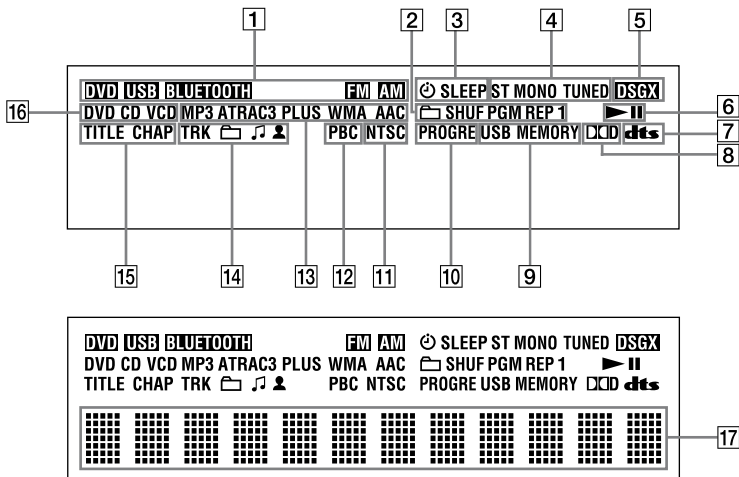 1 2 3 4 5
DVD USB BLUETOOTH FM AM SLEEP ST MONO TUNED DSGX
16 DVD CD VCD MP3 ATRAC3 PLUS WMA AAC SHUF PGM REP 1 6
TITLE CHAP TRK PBC NTSC PROGRE USB MEMORY dts 7
8
15 14 13 12 11 10 9
DVD USB BLUETOOTH FM AM SLEEP ST MONO TUNED DSGX
DVD CD VCD MP3 ATRAC3 PLUS WMA AAC SHUF PGM REP 1
TITLE CHAP TRK PBC NTSC PROGRE USB MEMORY dts
17